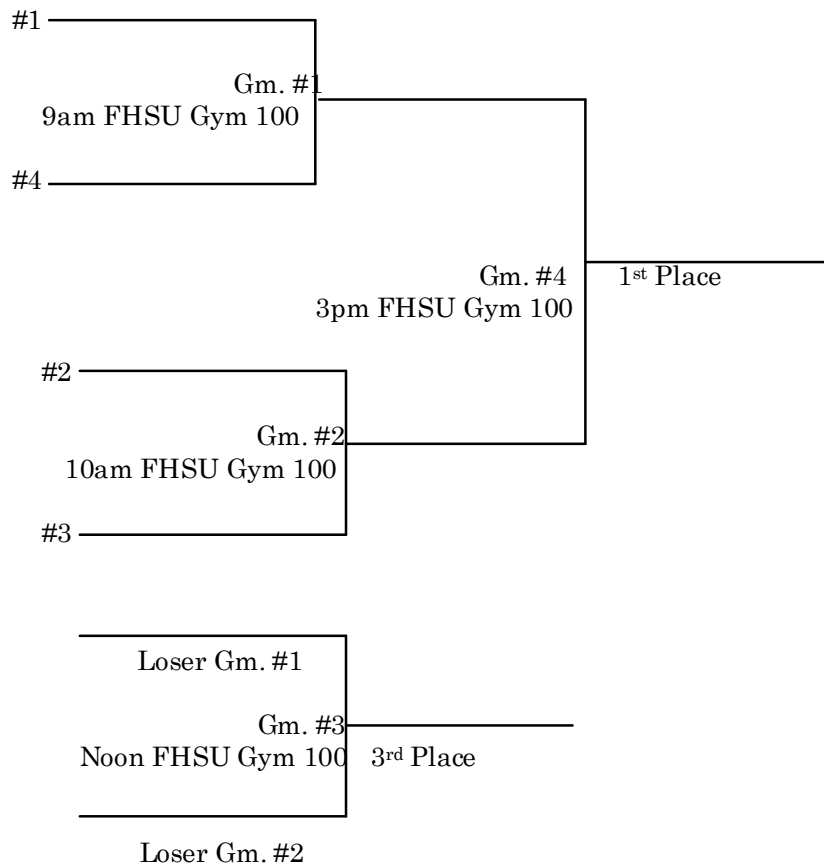 #1
Gm. #1
9am FHSU Gym 100
#4
Gm. #4
1st Place
3pm FHSU Gym 100
#2
Gm. #2
10am FHSU Gym 100
#3
Loser Gm. #1
Gm. #3
Noon FHSU Gym 100
3rd Place
Loser Gm. #2